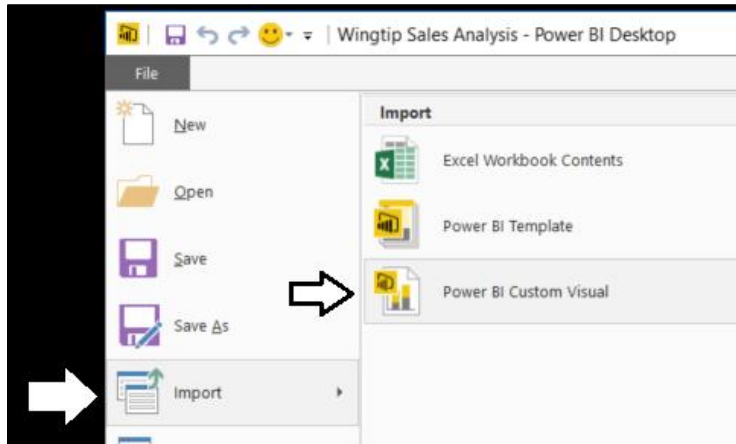 Wingtip Sales Analysis - Power BI Desktop
File
New
Open
Save
Save As
Import
Import
Excel Workbook Contents
Power BI Template
Power BI Custom Visual